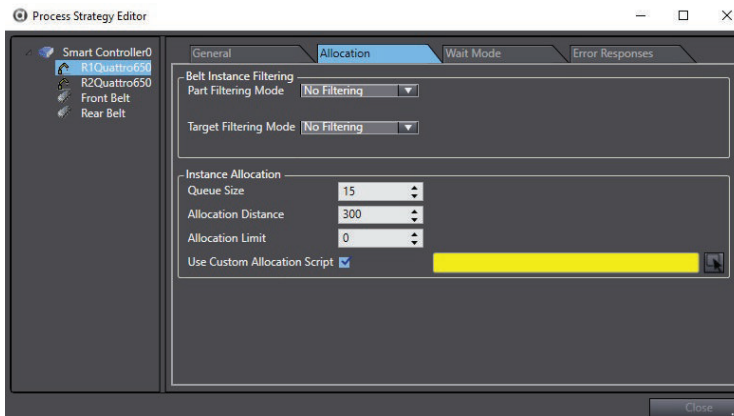 Process Strategy Editor
Smart Controller0
R1Quattro650
R2Quattro650
Front Belt
Rear Belt
General Allocation Wait Mode Error Responses
Belt Instance Filtering
Part Filtering Mode No Filtering
Target Filtering Mode No Filtering
Instance Allocation
Queue Size 15
Allocation Distance 300
Allocation Limit 0
Use Custom Allocation Script
Close